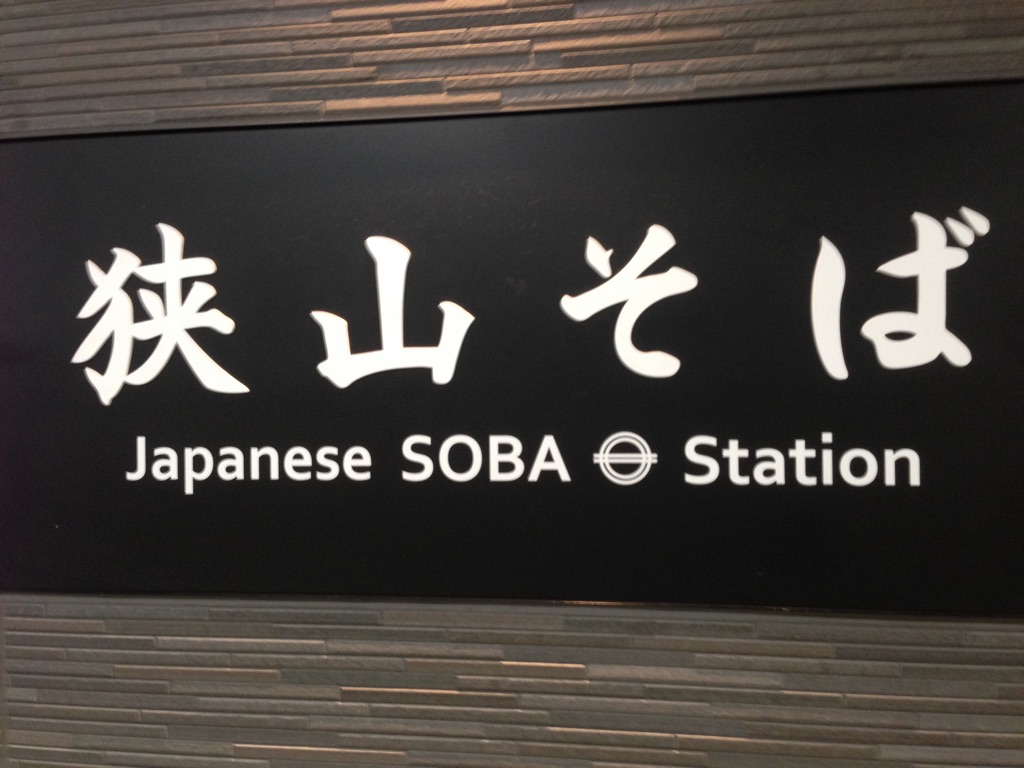 狭山そば
Japanese SOBA Station